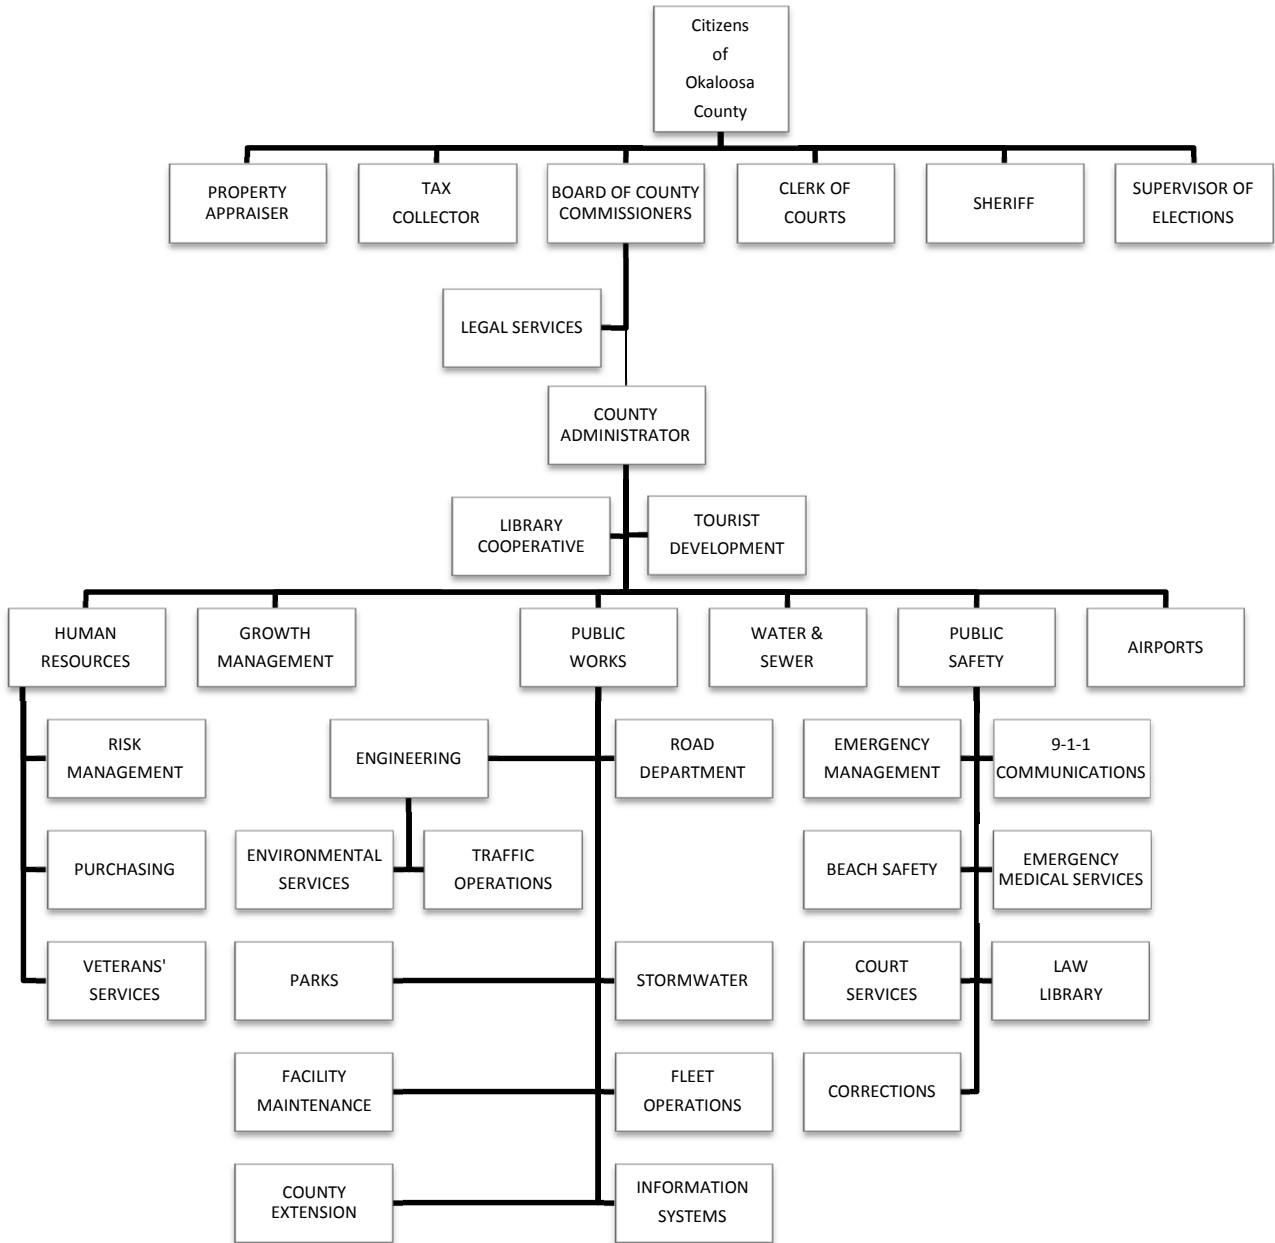 Citizens
of
Okaloosa
County
PROPERTY
APPRAISER
TAX
COLLECTOR
BOARD OF COUNTY
COMMISSIONERS
CLERK OF
COURTS
SHERIFF
SUPERVISOR OF
ELECTIONS
LEGAL SERVICES
COUNTY
ADMINISTRATOR
LIBRARY
COOPERATIVE
TOURIST
DEVELOPMENT
HUMAN
RESOURCES
GROWTH
MANAGEMENT
PUBLIC
WORKS
WATER &
SEWER
PUBLIC
SAFETY
AIRPORTS
RISK
MANAGEMENT
ENGINEERING
ROAD
DEPARTMENT
EMERGENCY
MANAGEMENT
9-1-1
COMMUNICATIONS
PURCHASING
ENVIRONMENTAL
SERVICES
TRAFFIC
OPERATIONS
BEACH SAFETY
EMERGENCY
MEDICAL SERVICES
VETERANS'
SERVICES
PARKS
STORMWATER
COURT
SERVICES
LAW
LIBRARY
FACILITY
MAINTENANCE
FLEET
OPERATIONS
CORRECTIONS
COUNTY
EXTENSION
INFORMATION
SYSTEMS